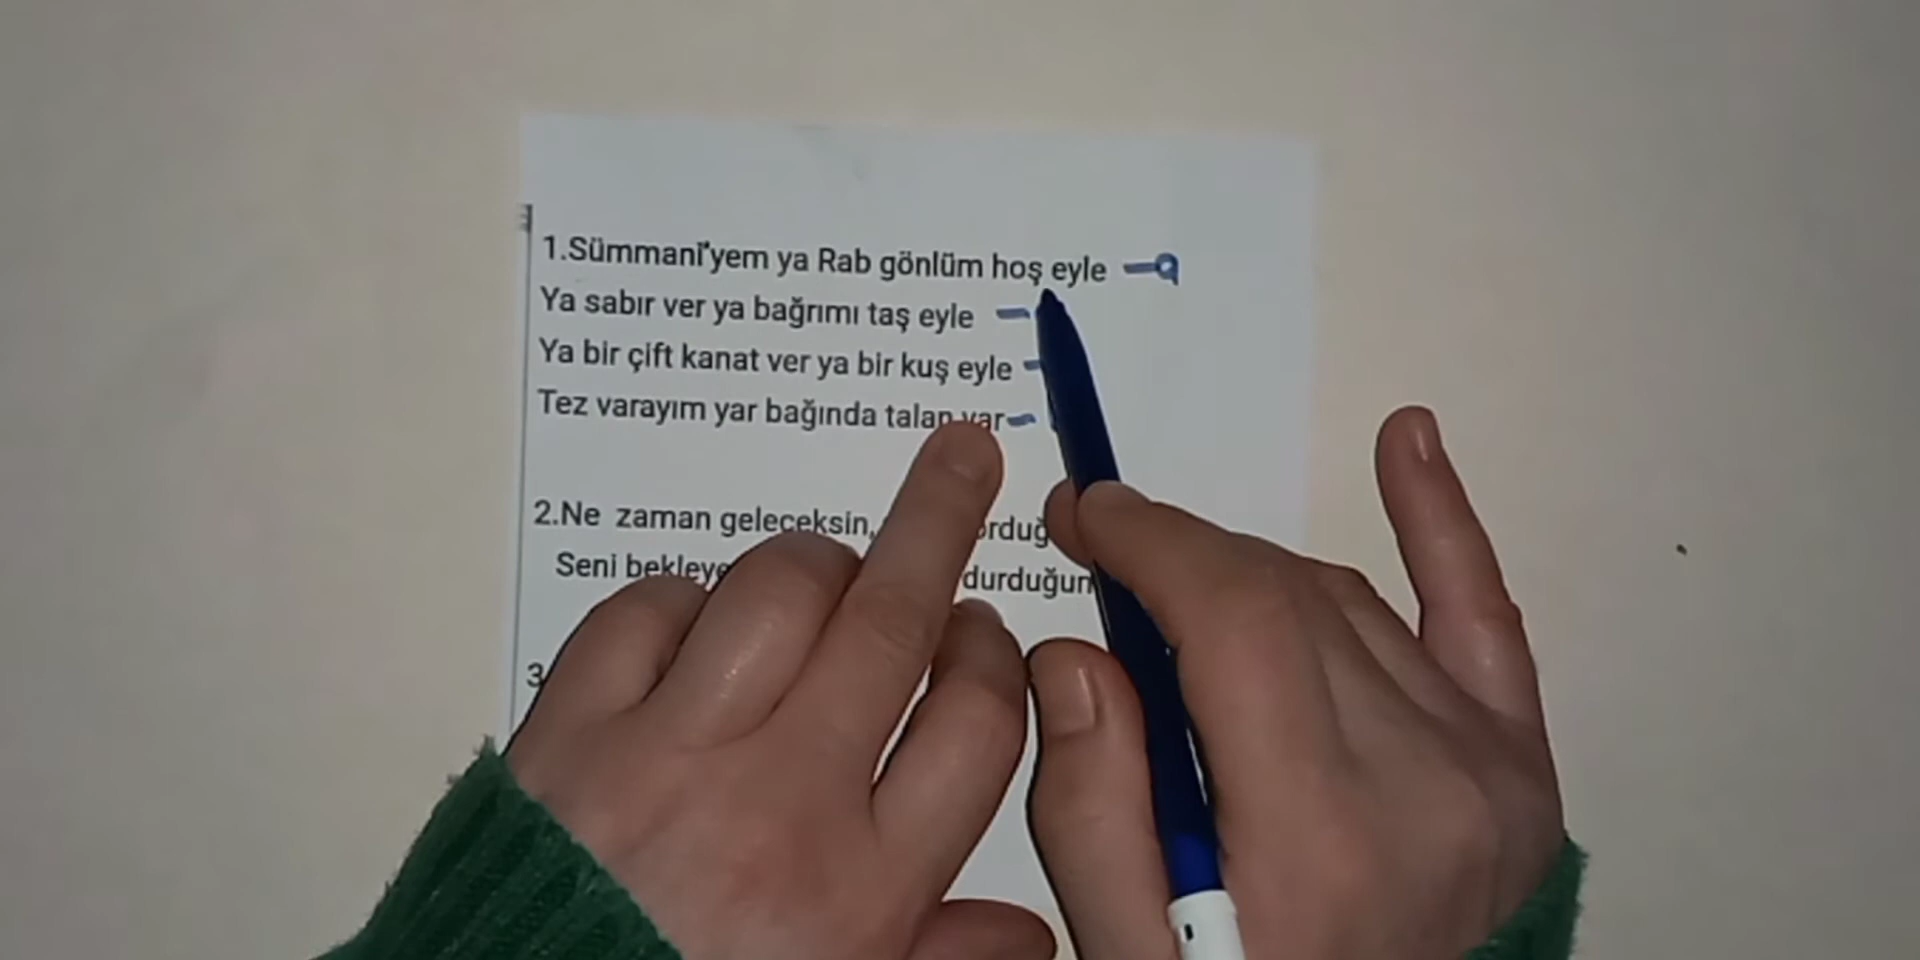 1.Sümmani'yem ya Rab gönlüm hoş eyle a
Ya sabır ver ya bağrımı taş eyle
Ya bir çift kanat ver ya bir kuş eyle
Tez varayım yar bağında talan var
2.Ne zaman geleceksin,
Seni
3